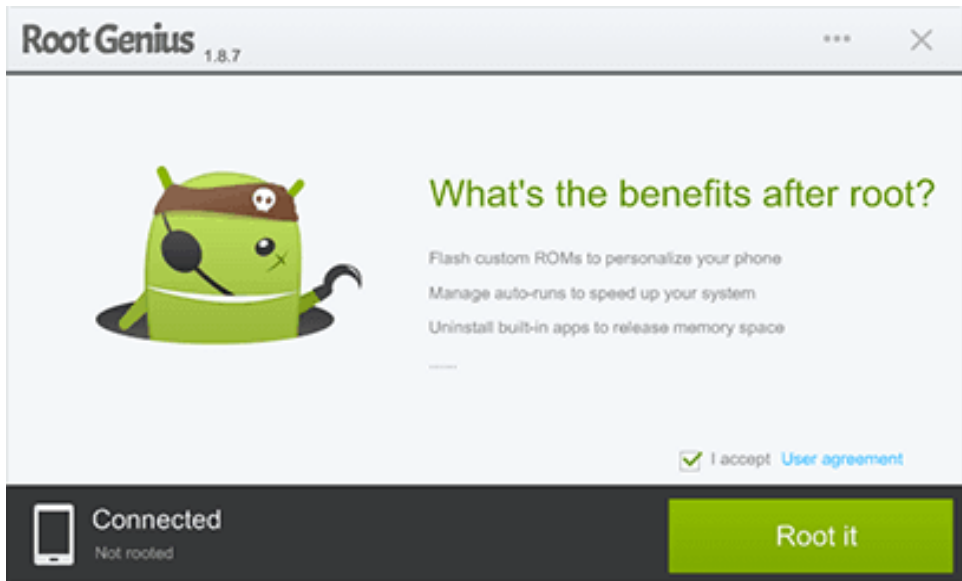 Root Genius 1.8.7
What's the benefits after root?
Flash custom ROMs to personalize your phone
Manage auto-runs to speed up your system
Uninstall built-in apps to release memory space
......
I accept User agreement
Connected
Not rooted
Root it